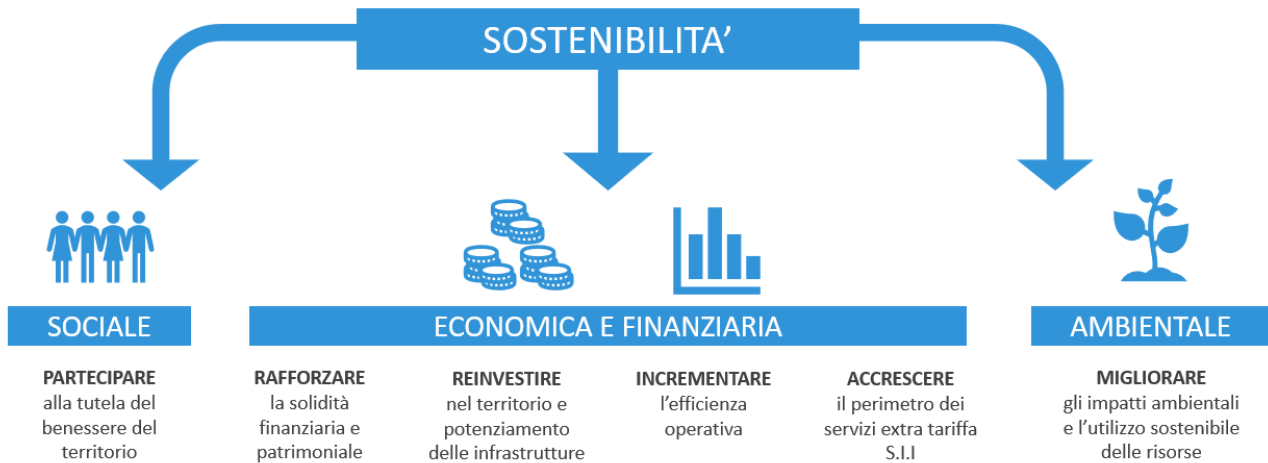 SOSTENIBILITA'
SOCIALE
PARTECIPARE
alla tutela del
benessere del
territorio
ECONOMICA E FINANZIARIA
RAFFORZARE
la solidità
finanziaria e
patrimoniale
REINVESTIRE
nel territorio e
potenziamento
delle infrastrutture
INCREMENTARE
l'efficienza
operativa
ACCRESCERE
il perimetro dei
servizi extra tariffa
S.I.I
AMBIENTALE
MIGLIORARE
gli impatti ambientali
e l'utilizzo sostenibile
delle risorse